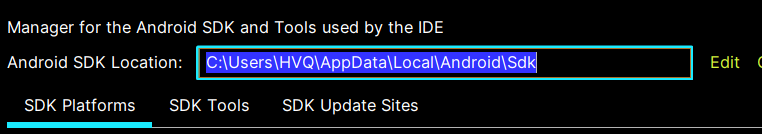 Manager for the Android SDK and Tools used by the IDE
Android SDK Location: C:\Users\HVQ\AppData\Local\Android\Sdk Edit
SDK Platforms SDK Tools SDK Update Sites